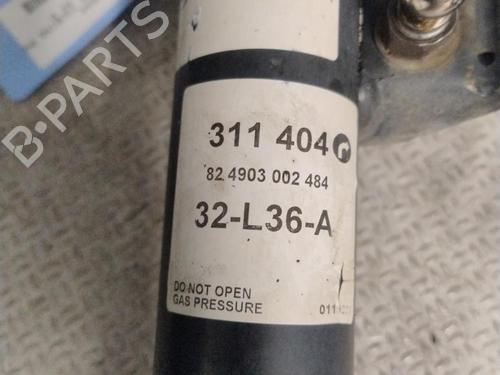 B-PARTS
311 404
82 4903 002 484
32-L36-A
DO NOT OPEN
GAS PRESSURE